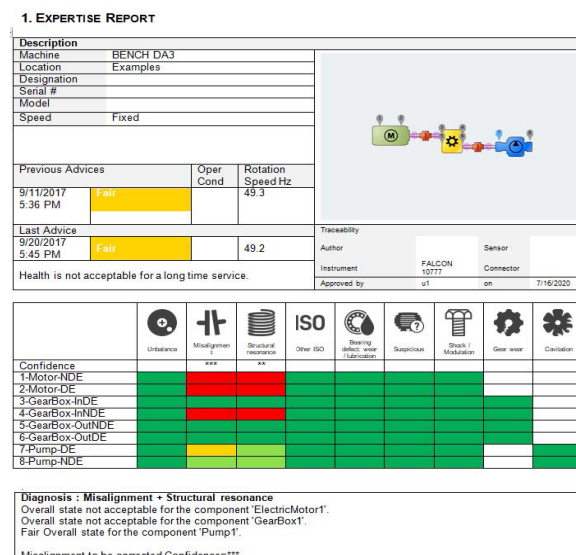 1. EXPERTISE REPORT
Description
Machine BENCH DA3
Location Examples
Designation
Serial #
Model
Speed Fixed
M
Previous Advices Oper Cond Rotation Speed Hz
9/11/2017 5:36 PM Fair 49.3
Last Advice
9/20/2017 5:45 PM Fair 49.2
Health is not acceptable for a long time service.
Traceability
Author Sensor
Instrument FALCON 10777 Connector
Approved by u1 on 7/16/2020
ISO
Unbalance Misalignmen t Structural resonance Other ISO Bearing defect: wear / lubrication Suspicious Shock / Modulation Gear wear Cavitation
Confidence *** **
1-Motor-NDE
2-Motor-DE
3-GearBox-InDE
4-GearBox-InNDE
5-GearBox-OutNDE
6-GearBox-OutDE
7-Pump-DE
8-Pump-NDE
Diagnosis : Misalignment + Structural resonance
Overall state not acceptable for the component 'ElectricMotor1'.
Overall state not acceptable for the component 'GearBox1'.
Fair Overall state for the component 'Pump1'.
Misalignment to be corrected Confidence=***